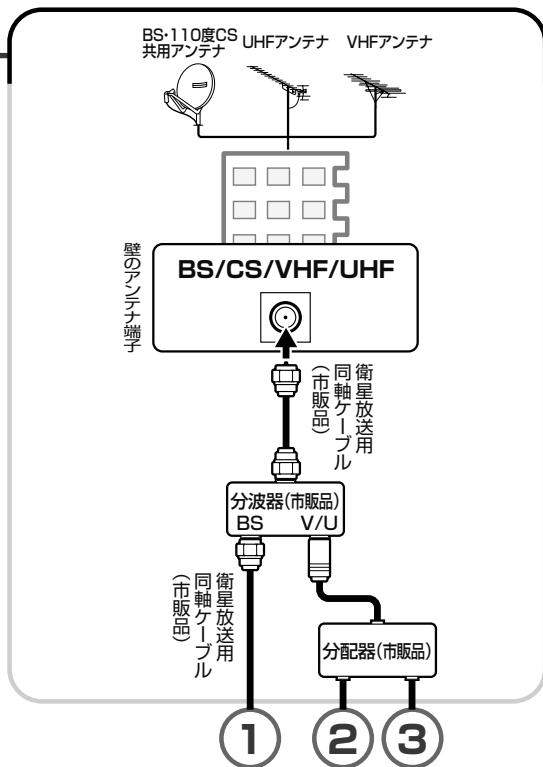 BS･110度CS
共用アンテナ
UHFアンテナ
VHFアンテナ
壁のアンテナ端子
BS/CS/VHF/UHF
衛星放送用
同軸ケーブル
(市販品)
分波器(市販品)
BS V/U
衛星放送用
同軸ケーブル
(市販品)
分配器(市販品)
1 2 3